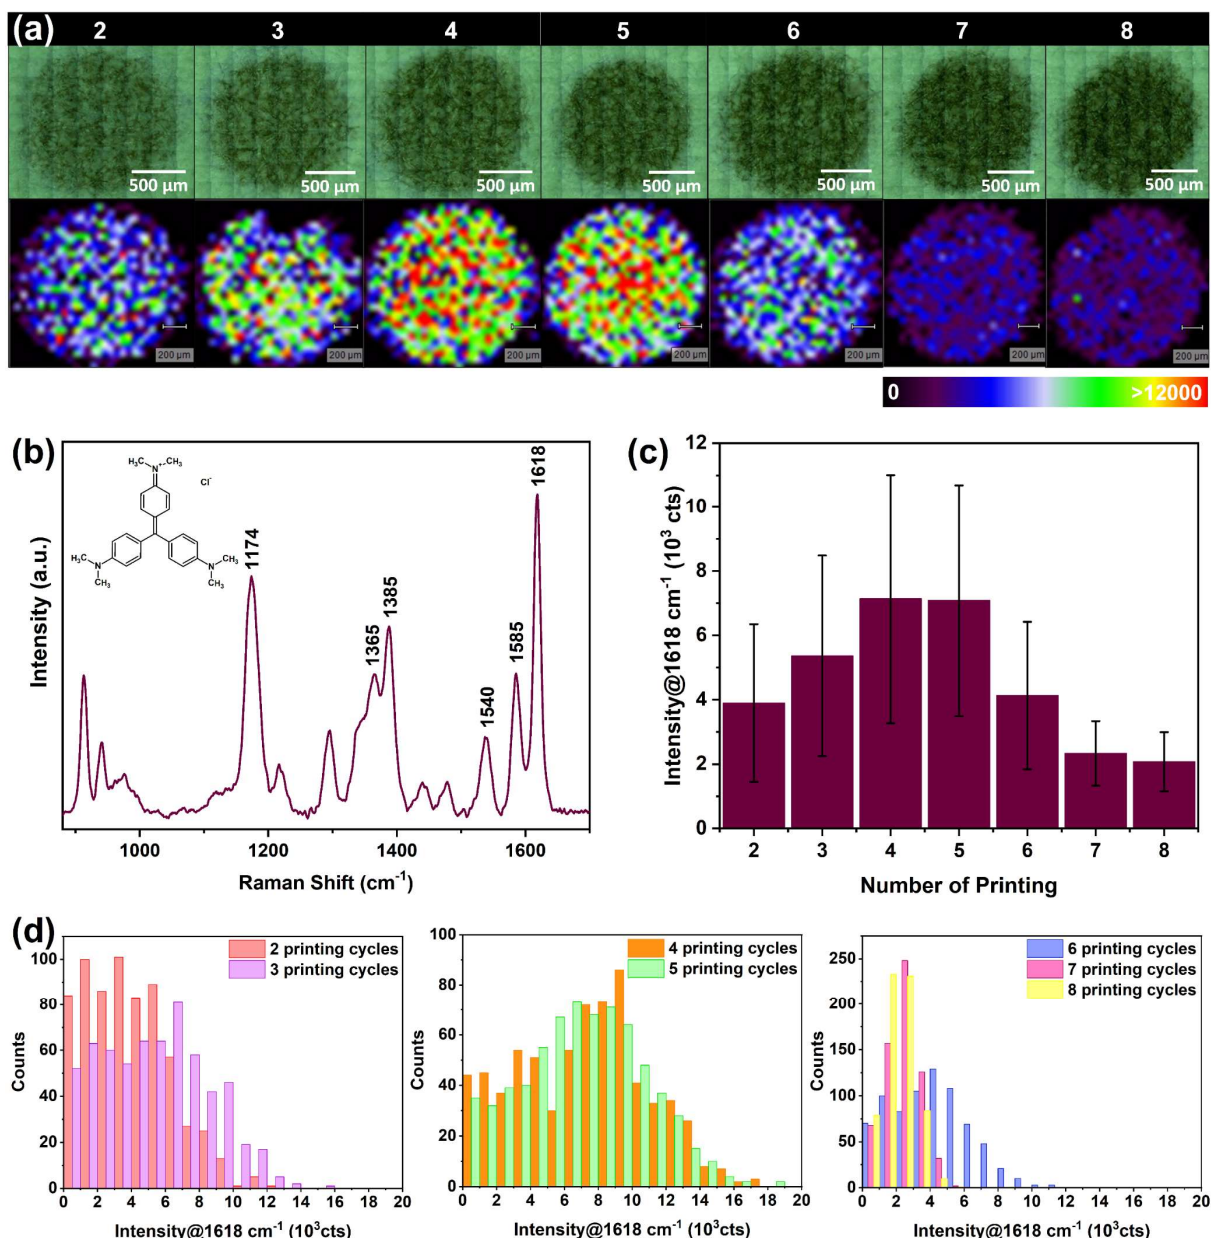 (a) 2 3 4 5 6 7 8
500 µm 500 µm 500 µm 500 µm 500 µm 500 µm 500 µm
200 µm 200 µm 200 µm 200 µm 200 µm 200 µm 200 µm
0 >12000
(b)
H₃C CH₃
N⁺
Cl⁻
H₃C N CH₃
N CH₃
CH₃
1174
1365
1385
1540
1585
1618
Intensity (a.u.)
1000 1200 1400 1600
Raman Shift (cm⁻¹)
(c)
Intensity@1618 cm⁻¹ (10³ cts)
12
10
8
6
4
2
0
2 3 4 5 6 7 8
Number of Printing
(d)
2 printing cycles
3 printing cycles
Counts
100
80
60
40
20
0
0 2 4 6 8 10 12 14 16 18 20
Intensity@1618 cm⁻¹ (10³cts)
4 printing cycles
5 printing cycles
Counts
100
80
60
40
20
0
0 2 4 6 8 10 12 14 16 18 20
Intensity@1618 cm⁻¹ (10³cts)
6 printing cycles
7 printing cycles
8 printing cycles
Counts
250
200
150
100
50
0
0 2 4 6 8 10 12 14 16 18 20
Intensity@1618 cm⁻¹ (10³cts)